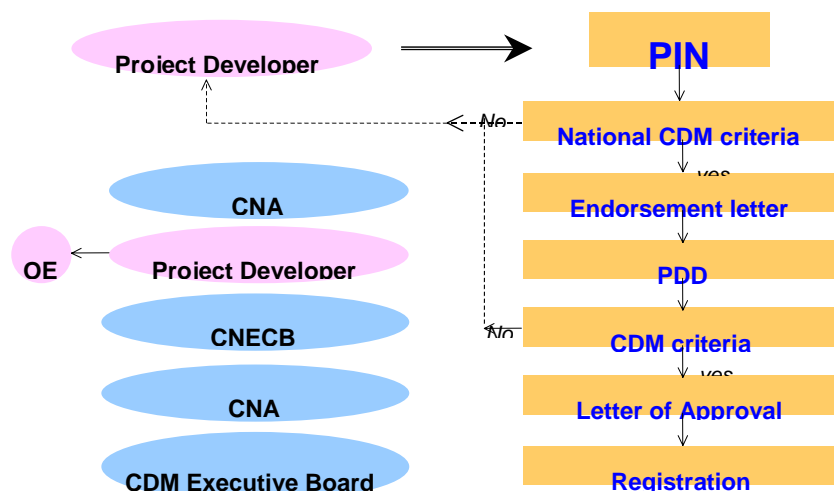 Project Developer
PIN
No
National CDM criteria
yes
CNA
Endorsement letter
OE
Project Developer
PDD
CNECB
No
CDM criteria
yes
CNA
Letter of Approval
CDM Executive Board
Registration